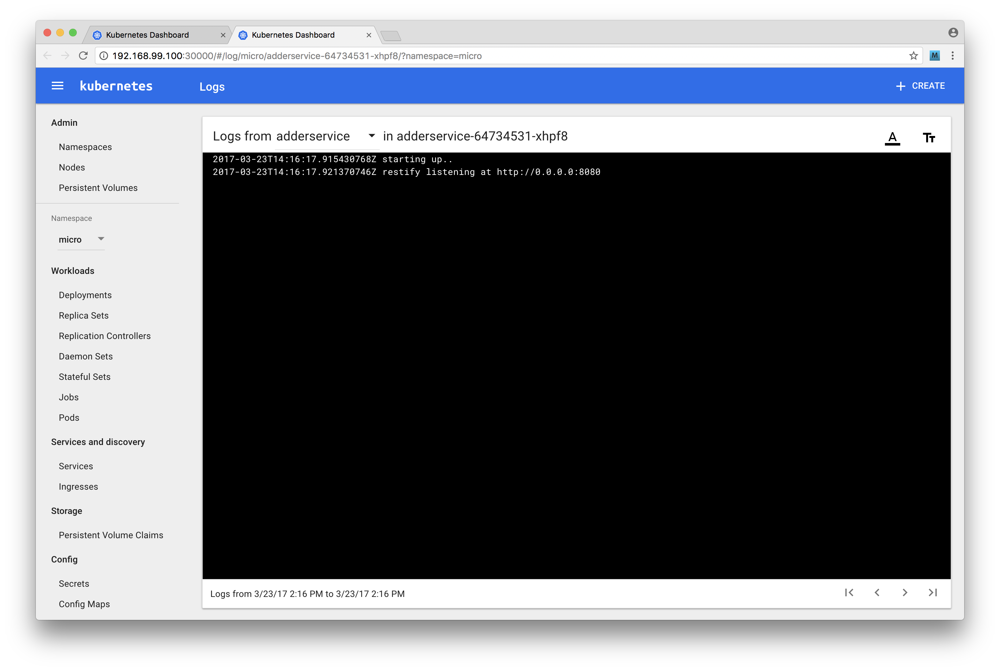 Kubernetes Dashboard
Kubernetes Dashboard
192.168.99.100:30000/#/log/micro/adderservice-64734531-xhpf8/?namespace=micro
M
kubernetes
Logs
CREATE
Admin
Namespaces
Nodes
Persistent Volumes
Namespace
micro
Workloads
Deployments
Replica Sets
Replication Controllers
Daemon Sets
Stateful Sets
Jobs
Pods
Services and discovery
Services
Ingresses
Storage
Persistent Volume Claims
Config
Secrets
Config Maps
Logs from adderservice in adderservice-64734531-xhpf8
2017-03-23T14:16:17.915430768Z starting up..
2017-03-23T14:16:17.921370746Z restify listening at http://0.0.0.0:8080
Logs from 3/23/17 2:16 PM to 3/23/17 2:16 PM